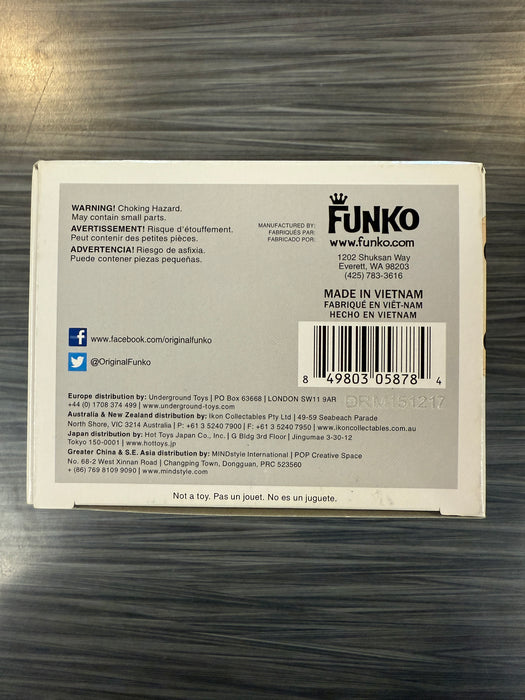 WARNING! Choking Hazard.
May contain small parts.
AVERTISSEMENT! Risque d'étouffement.
Peut contenir des petites pièces.
ADVERTENCIA! Riesgo de asfixia.
Puede contener piezas pequeñas.
MANUFACTURED BY:
FABRIQUÉS PAR:
FABRICADO POR:
FUNKO
www.funko.com
1202 Shuksan Way
Everett, WA 98203
(425) 783-3616
MADE IN VIETNAM
FABRIQUÉ EN VIÊT-NAM
HECHO EN VIETNAM
www.facebook.com/originalfunko
@OriginalFunko
8 49803 05878 4
DRM151217
Europe distribution by: Underground Toys | PO Box 63668 | LONDON SW11 9AR
+44 (0) 1708 374 499 | www.underground-toys.com
Australia & New Zealand distribution by: Ikon Collectables Pty Ltd | 49-59 Seabeach Parade
North Shore, VIC 3214 Australia | P: +61 3 5240 7900 | F: +61 3 5240 7950 | www.ikoncollectables.com.au
Japan distribution by: Hot Toys Japan Co., Inc. | G Bldg 3rd Floor | Jingumae 3-30-12
Tokyo 150-0001 | www.hottoys.jp
Greater China & S.E. Asia distribution by: MINDstyle International | POP Creative Space
No. 68-2 West Xinnan Road | Changping Town, Dongguan, PRC 523560
+ (86) 769 8109 9090 | www.mindstyle.com
Not a toy. Pas un jouet. No es un juguete.